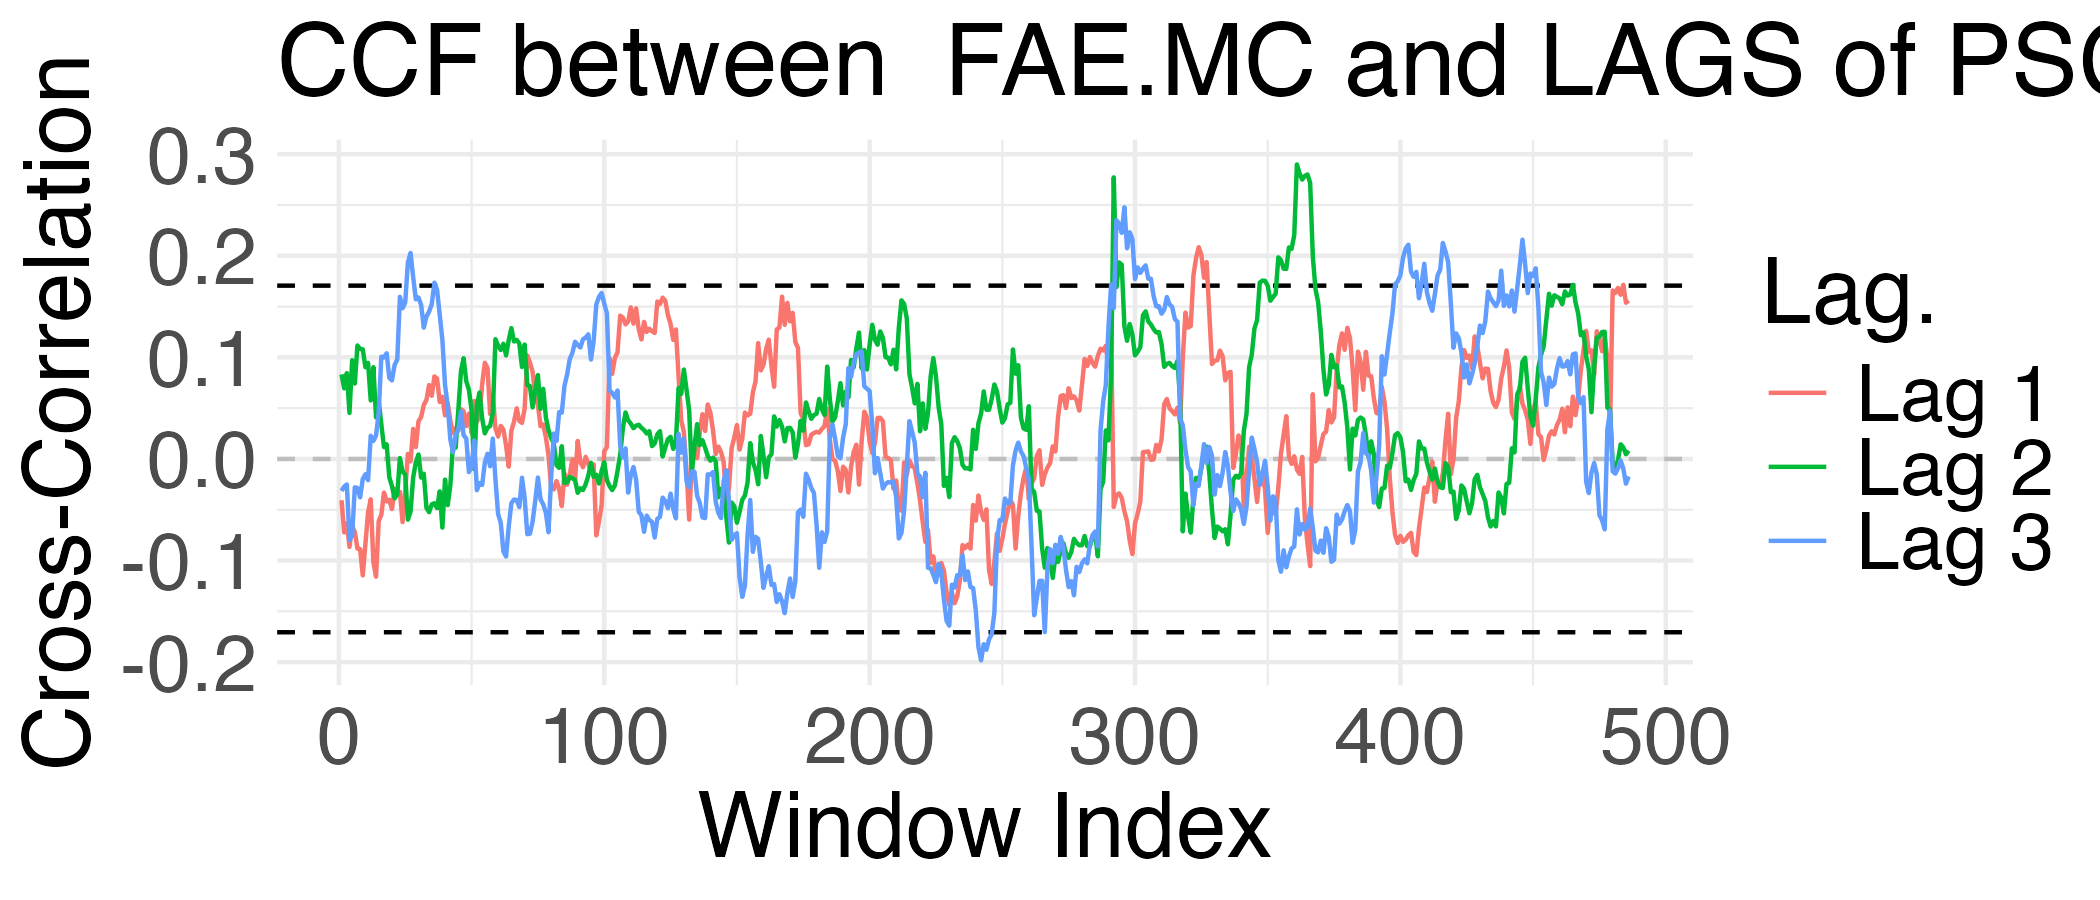 CCF between FAE.MC and LAGS of
Cross-Correlation
0.3
0.2
0.1
0.0
-0.1
-0.2
0 100 200 300 400 500
Window Index
Lag.
Lag 1
Lag 2
Lag 3